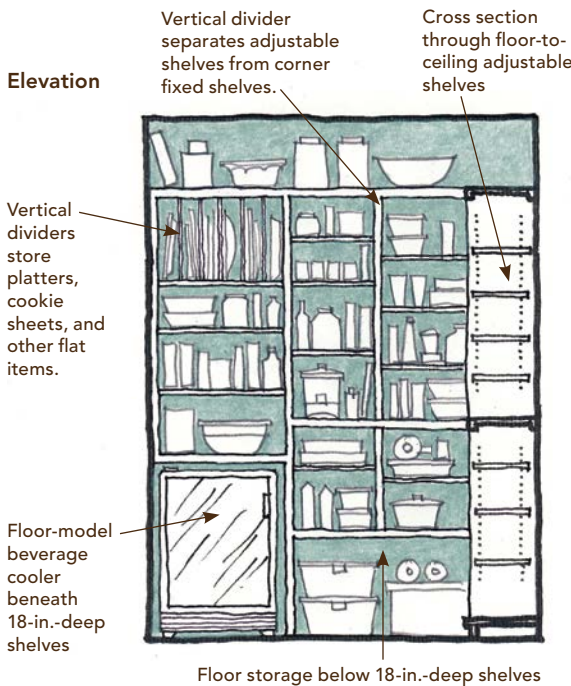 Vertical divider
separates adjustable
shelves from corner
fixed shelves.
Cross section
through floor-to-
ceiling adjustable
shelves
Elevation
Vertical
dividers
store
platters,
cookie
sheets, and
other flat
items.
Floor-model
beverage
cooler
beneath
18-in.-deep
shelves
Floor storage below 18-in.-deep shelves